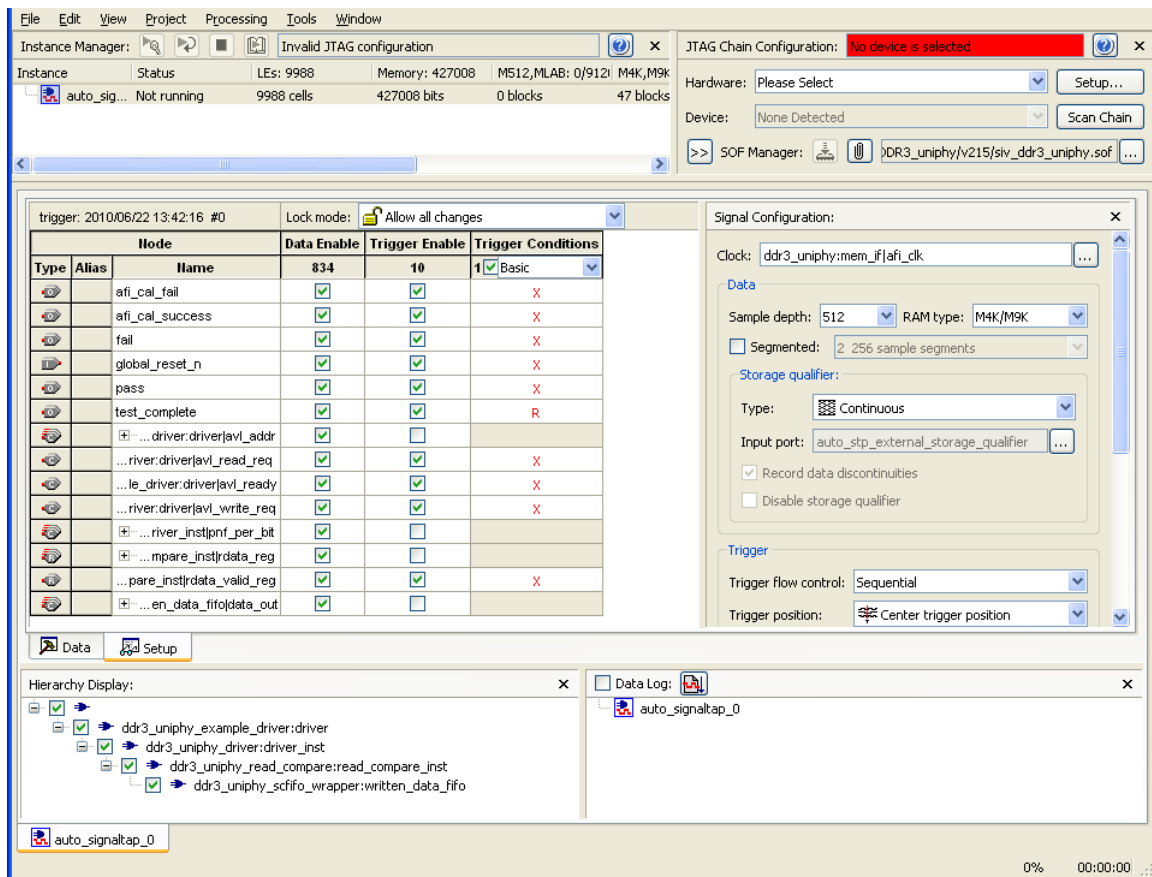 File Edit View Project Processing Tools Window
Instance Manager: Invalid JTAG configuration
JTAG Chain Configuration: No device is selected
Instance Status LEs: 9988 Memory: 427008 M512,MLAB: 0/912 M4K,M9K
auto_sig... Not running 9988 cells 427008 bits 0 blocks 47 blocks
Hardware: Please Select Setup...
Device: None Detected Scan Chain
>> SOF Manager: DDR3_uniphy/v215/siv_ddr3_uniphy.sof ...
trigger: 2010/06/22 13:42:16 #0 Lock mode: Allow all changes
Node Data Enable Trigger Enable Trigger Conditions
Type Alias Name 834 10 1 Basic
afi_cal_fail X
afi_cal_success X
fail X
global_reset_n X
pass X
test_complete R
...driver:driver|avl_addr
...river:driver|avl_read_req X
...le_driver:driver|avl_ready X
...river:driver|avl_write_req X
...river_inst|pnf_per_bit
...mpare_inst|rdata_reg
...pare_inst|rdata_valid_reg X
...en_data_fifo|data_out
Data Setup
Signal Configuration:
Clock: ddr3_uniphy:mem_if|afi_clk ...
Data
Sample depth: 512 RAM type: M4K/M9K
Segmented: 2 256 sample segments
Storage qualifier:
Type: Continuous
Input port: auto_stp_external_storage_qualifier ...
Record data discontinuities
Disable storage qualifier
Trigger
Trigger flow control: Sequential
Trigger position: Center trigger position
Hierarchy Display:
ddr3_uniphy_example_driver:driver
ddr3_uniphy_driver:driver_inst
ddr3_uniphy_read_compare:read_compare_inst
ddr3_uniphy_scfifo_wrapper:written_data_fifo
Data Log:
auto_signaltap_0
auto_signaltap_0
0% 00:00:00